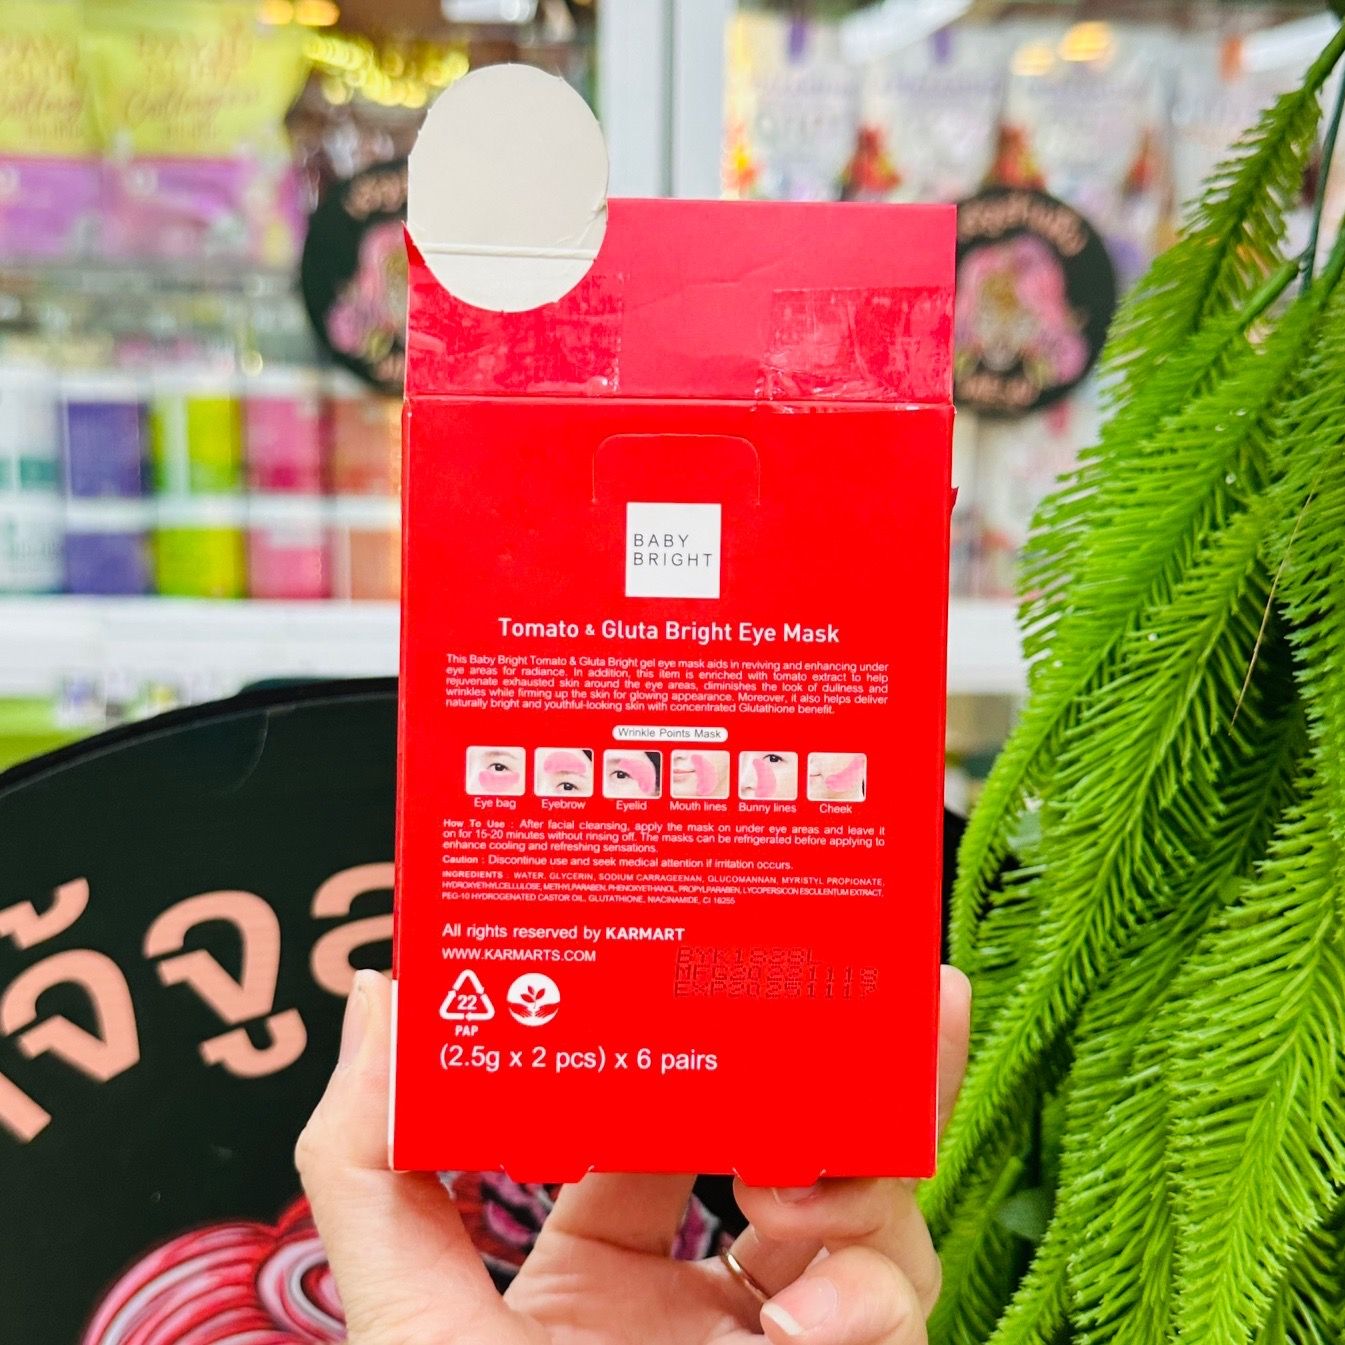 BABY
BRIGHT
Tomato & Gluta Bright Eye Mask
This Baby Bright Tomato & Gluta Bright gel eye mask aids in reviving and enhancing under
eye areas for radiance. In addition, this item is enriched with tomato extract to help
rejuvenate exhausted skin around the eye areas, diminishes the look of dullness and
wrinkles while firming up the skin for glowing appearance. Moreover, it also helps deliver
naturally bright and youthful-looking skin with concentrated Glutathione benefit.
Wrinkle Points Mask
Eye bag Eyebrow Eyelid Mouth lines Bunny lines Cheek
How To Use : After facial cleansing, apply the mask on under eye areas and leave it
on for 15-20 minutes without rinsing off. The masks can be refrigerated before applying to
enhance cooling and refreshing sensations.
Caution : Discontinue use and seek medical attention if irritation occurs.
INGREDIENTS : WATER, GLYCERIN, SODIUM CARRAGEENAN, GLUCOMANNAN, MYRISTYL PROPIONATE,
HYDROXYETHYLCELLULOSE, METHYLPARABEN, PHENOXYETHANOL, PROPYLPARABEN, LYCOPERSICON ESCULENTUM EXTRACT,
PEG-10 HYDROGENATED CASTOR OIL, GLUTATHIONE, NIACINAMIDE, CI 16255
All rights reserved by KARMART
WWW.KARMARTS.COM
22
PAP
(2.5g x 2 pcs) x 6 pairs